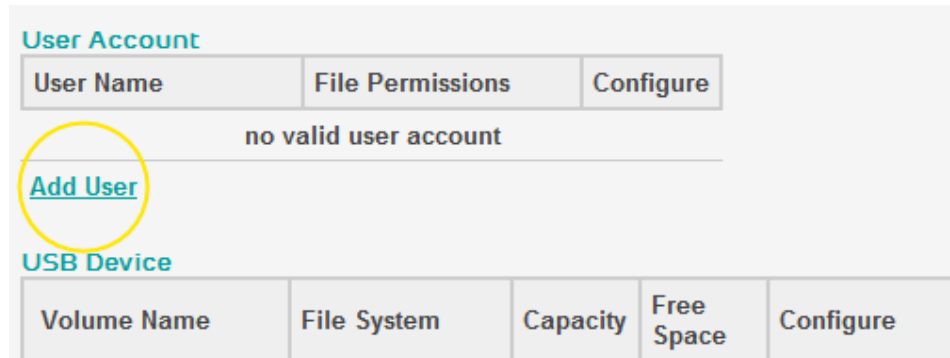 User Account
User Name File Permissions Configure
no valid user account
Add User
USB Device
Volume Name File System Capacity Free Space Configure